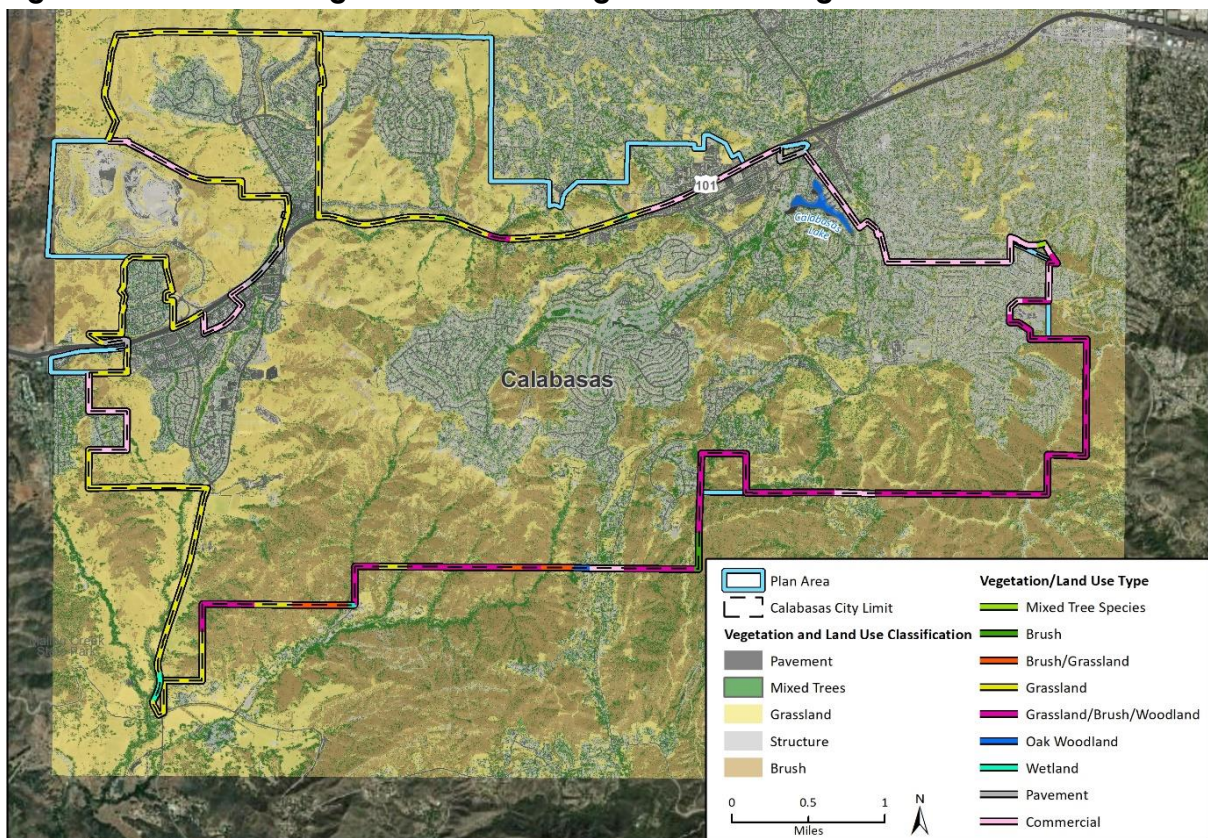 101
Calabasas
Lake
Calabasas
Plan Area
Calabasas City Limit
Vegetation and Land Use Classification
Pavement
Mixed Trees
Grassland
Structure
Brush
0 0.5 1
Miles
N
Vegetation/Land Use Type
Mixed Tree Species
Brush
Brush/Grassland
Grassland
Grassland/Brush/Woodland
Oak Woodland
Wetland
Pavement
Commercial